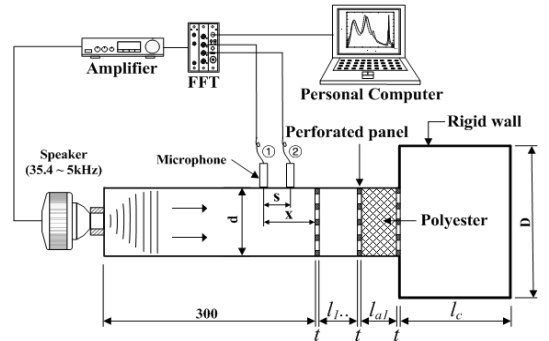 Amplifier
FFT
Personal Computer
Speaker
(35.4 ~ 5kHz)
Microphone
①
②
Perforated panel
Rigid wall
s
x
d
Polyester
D
300
l1..
la1
lc
t
t
t